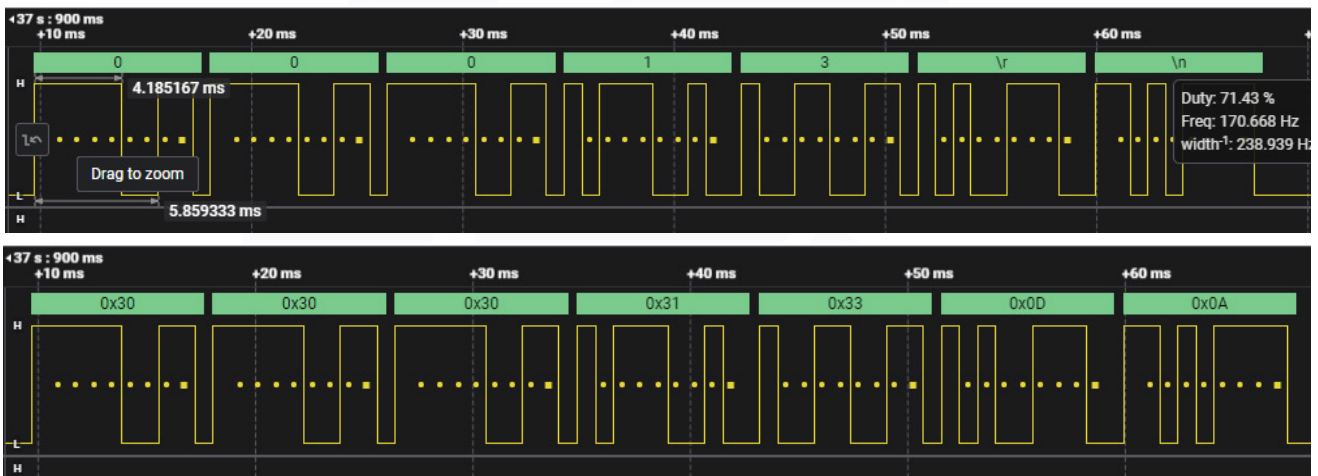 37 s : 900 ms
+10 ms +20 ms +30 ms +40 ms +50 ms +60 ms +
0 0 0 1 3 \r \n
H
4.185167 ms
Duty: 71.43 %
Freq: 170.668 Hz
width-1: 238.939 Hz
Drag to zoom
L
5.859333 ms
H
37 s : 900 ms
+10 ms +20 ms +30 ms +40 ms +50 ms +60 ms
0x30 0x30 0x30 0x31 0x33 0x0D 0x0A
H
L
H